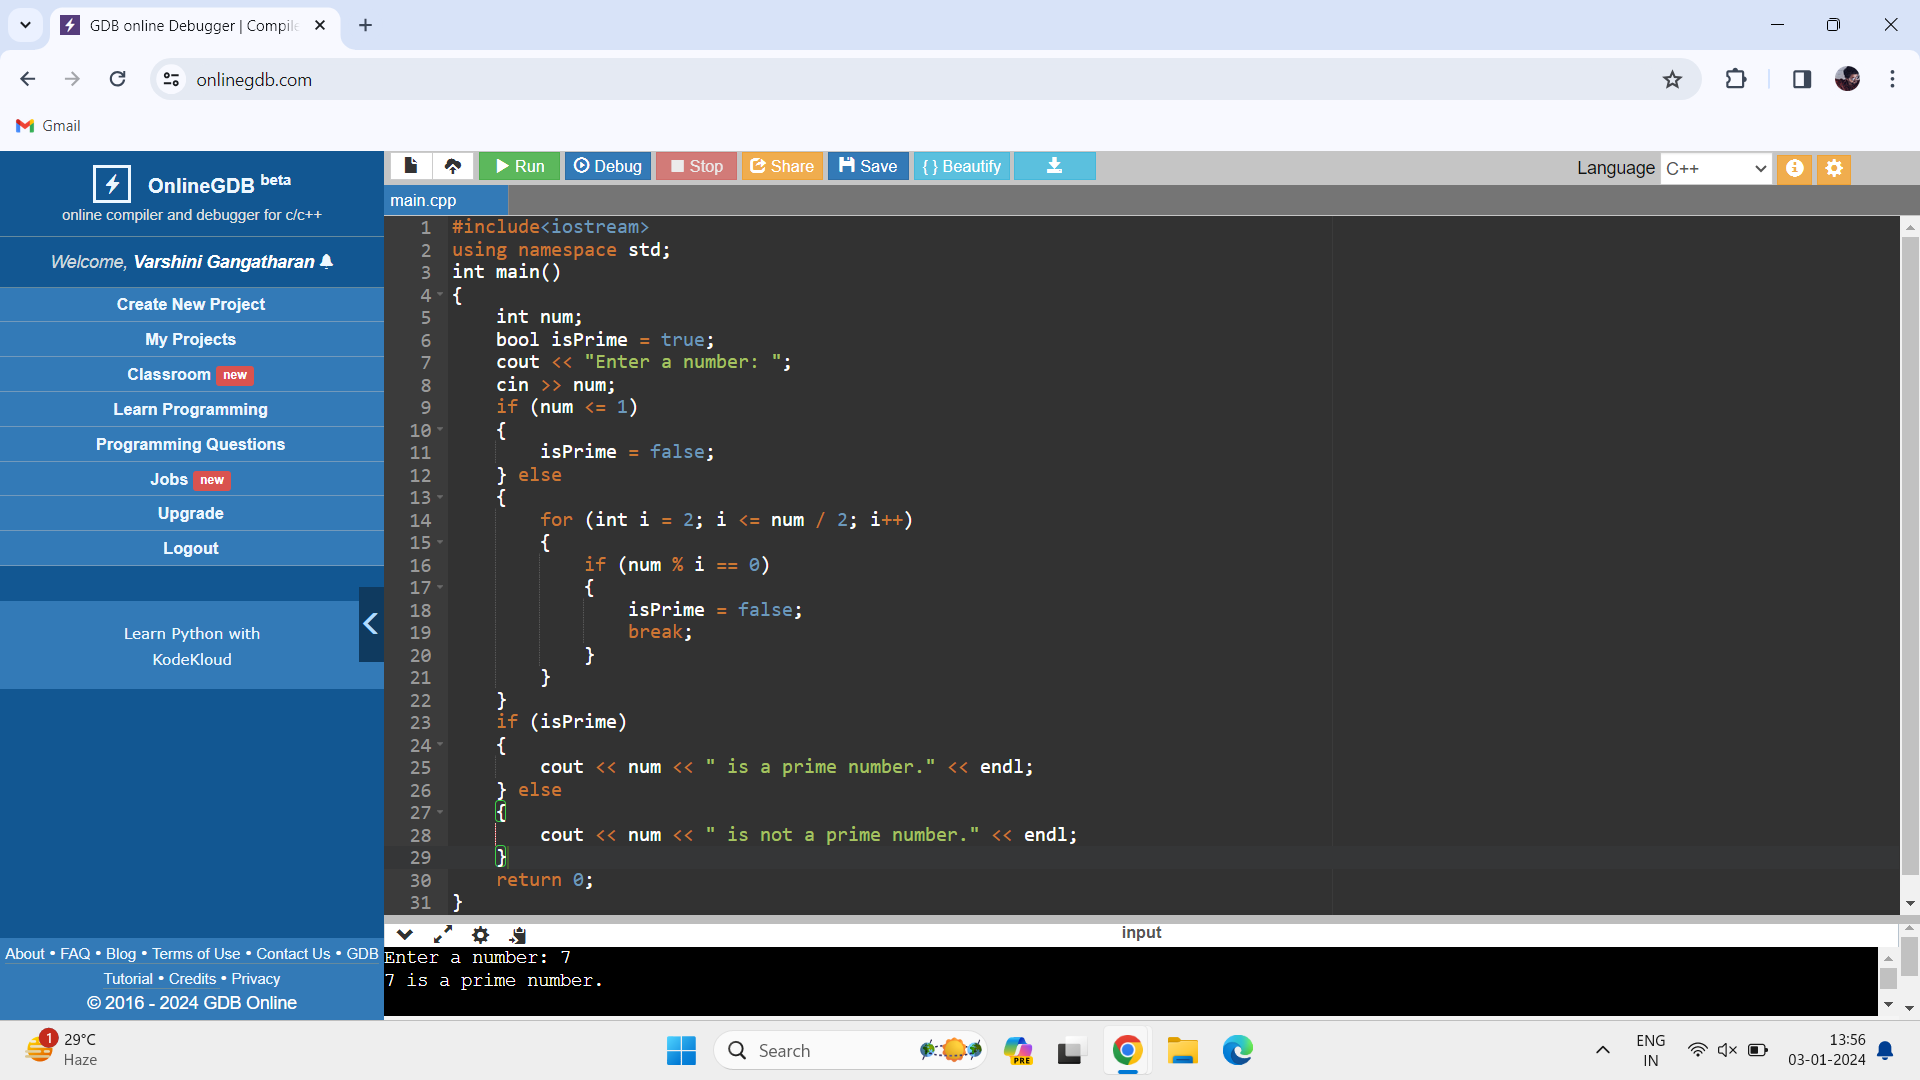 GDB online Debugger | Compile
onlinegdb.com
Gmail
OnlineGDB beta
online compiler and debugger for c/c++
Welcome, Varshini Gangatharan
Create New Project
My Projects
Classroom new
Learn Programming
Programming Questions
Jobs new
Upgrade
Logout
Learn Python with
KodeKloud
About • FAQ • Blog • Terms of Use • Contact Us • GDB
Tutorial • Credits • Privacy
© 2016 - 2024 GDB Online
Run Debug Stop Share Save { } Beautify
Language C++
main.cpp
1 #include<iostream>
2 using namespace std;
3 int main()
4 {
5     int num;
6     bool isPrime = true;
7     cout << "Enter a number: ";
8     cin >> num;
9     if (num <= 1)
10     {
11         isPrime = false;
12     } else
13     {
14         for (int i = 2; i <= num / 2; i++)
15         {
16             if (num % i == 0)
17             {
18                 isPrime = false;
19                 break;
20             }
21         }
22     }
23     if (isPrime)
24     {
25         cout << num << " is a prime number." << endl;
26     } else
27     {
28         cout << num << " is not a prime number." << endl;
29     }
30     return 0;
31 }
input
Enter a number: 7
7 is a prime number.
1
29°C
Haze
Search
PRE
ENG
IN
13:56
03-01-2024